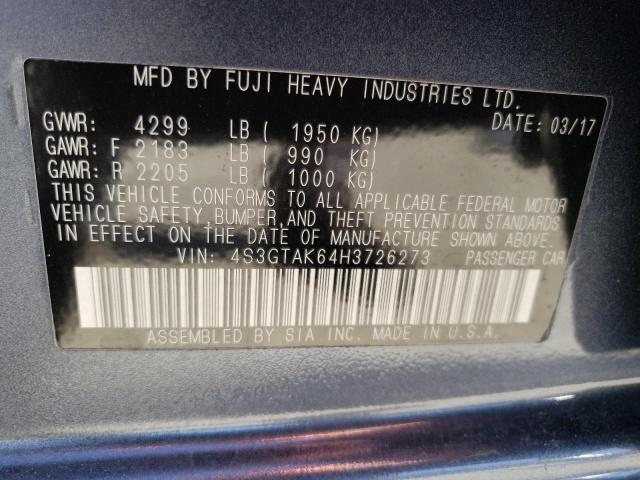 MFD BY FUJI HEAVY INDUSTRIES LTD.
DATE: 03/17
GVWR: 4299 LB ( 1950 KG)
GAWR: F 2183 LB ( 990 KG)
GAWR: R 2205 LB ( 1000 KG)
THIS VEHICLE CONFORMS TO ALL APPLICABLE FEDERAL MOTOR
VEHICLE SAFETY,BUMPER,AND THEFT PREVENTION STANDARDS
IN EFFECT ON THE DATE OF MANUFACTURE SHOWN ABOVE.
VIN: 4S3GTAK64H3726273 PASSENGER CAR
ASSEMBLED BY SIA INC. MADE IN U.S.A.